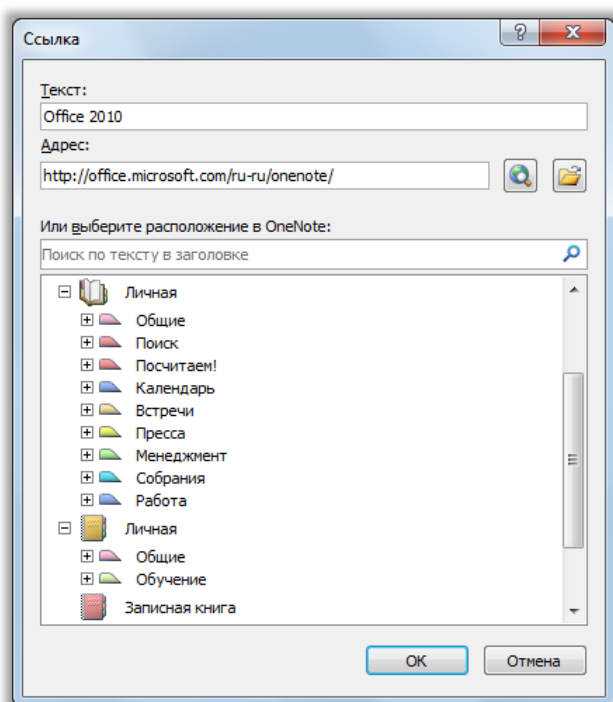 Ссылка
Текст:
Office 2010
Адрес:
http://office.microsoft.com/ru-ru/onenote/
Или выберите расположение в OneNote:
Поиск по тексту в заголовке
Личная
Общие
Поиск
Посчитаем!
Календарь
Встречи
Пресса
Менеджмент
Собрания
Работа
Личная
Общие
Обучение
Записная книга
ОК Отмена